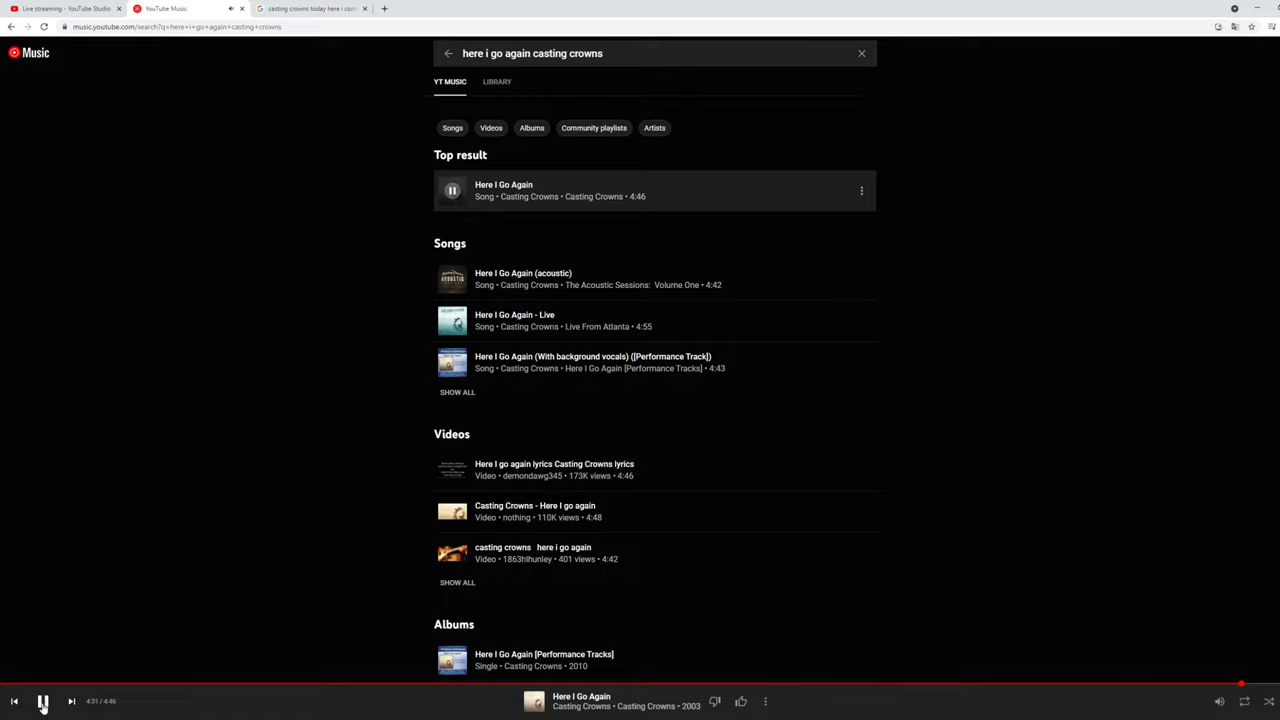 Live streaming - YouTube Studio
YouTube Music
casting crowns today here i com
music.youtube.com/search?q=here+i+go+again+casting+crowns
Music
here i go again casting crowns
YT MUSIC
LIBRARY
Songs
Videos
Albums
Community playlists
Artists
Top result
Here I Go Again
Song • Casting Crowns • Casting Crowns • 4:46
Songs
Here I Go Again (acoustic)
Song • Casting Crowns • The Acoustic Sessions: Volume One • 4:42
Here I Go Again - Live
Song • Casting Crowns • Live From Atlanta • 4:55
Here I Go Again (With background vocals) ([Performance Track])
Song • Casting Crowns • Here I Go Again [Performance Tracks] • 4:43
SHOW ALL
Videos
Here I go again lyrics Casting Crowns lyrics
Video • demondawg345 • 173K views • 4:46
Casting Crowns - Here I go again
Video • nothing • 110K views • 4:48
casting crowns here i go again
Video • 1863hlhunley • 401 views • 4:42
SHOW ALL
Albums
Here I Go Again [Performance Tracks]
Single • Casting Crowns • 2010
4:31 / 4:46
Here I Go Again
Casting Crowns • Casting Crowns • 2003